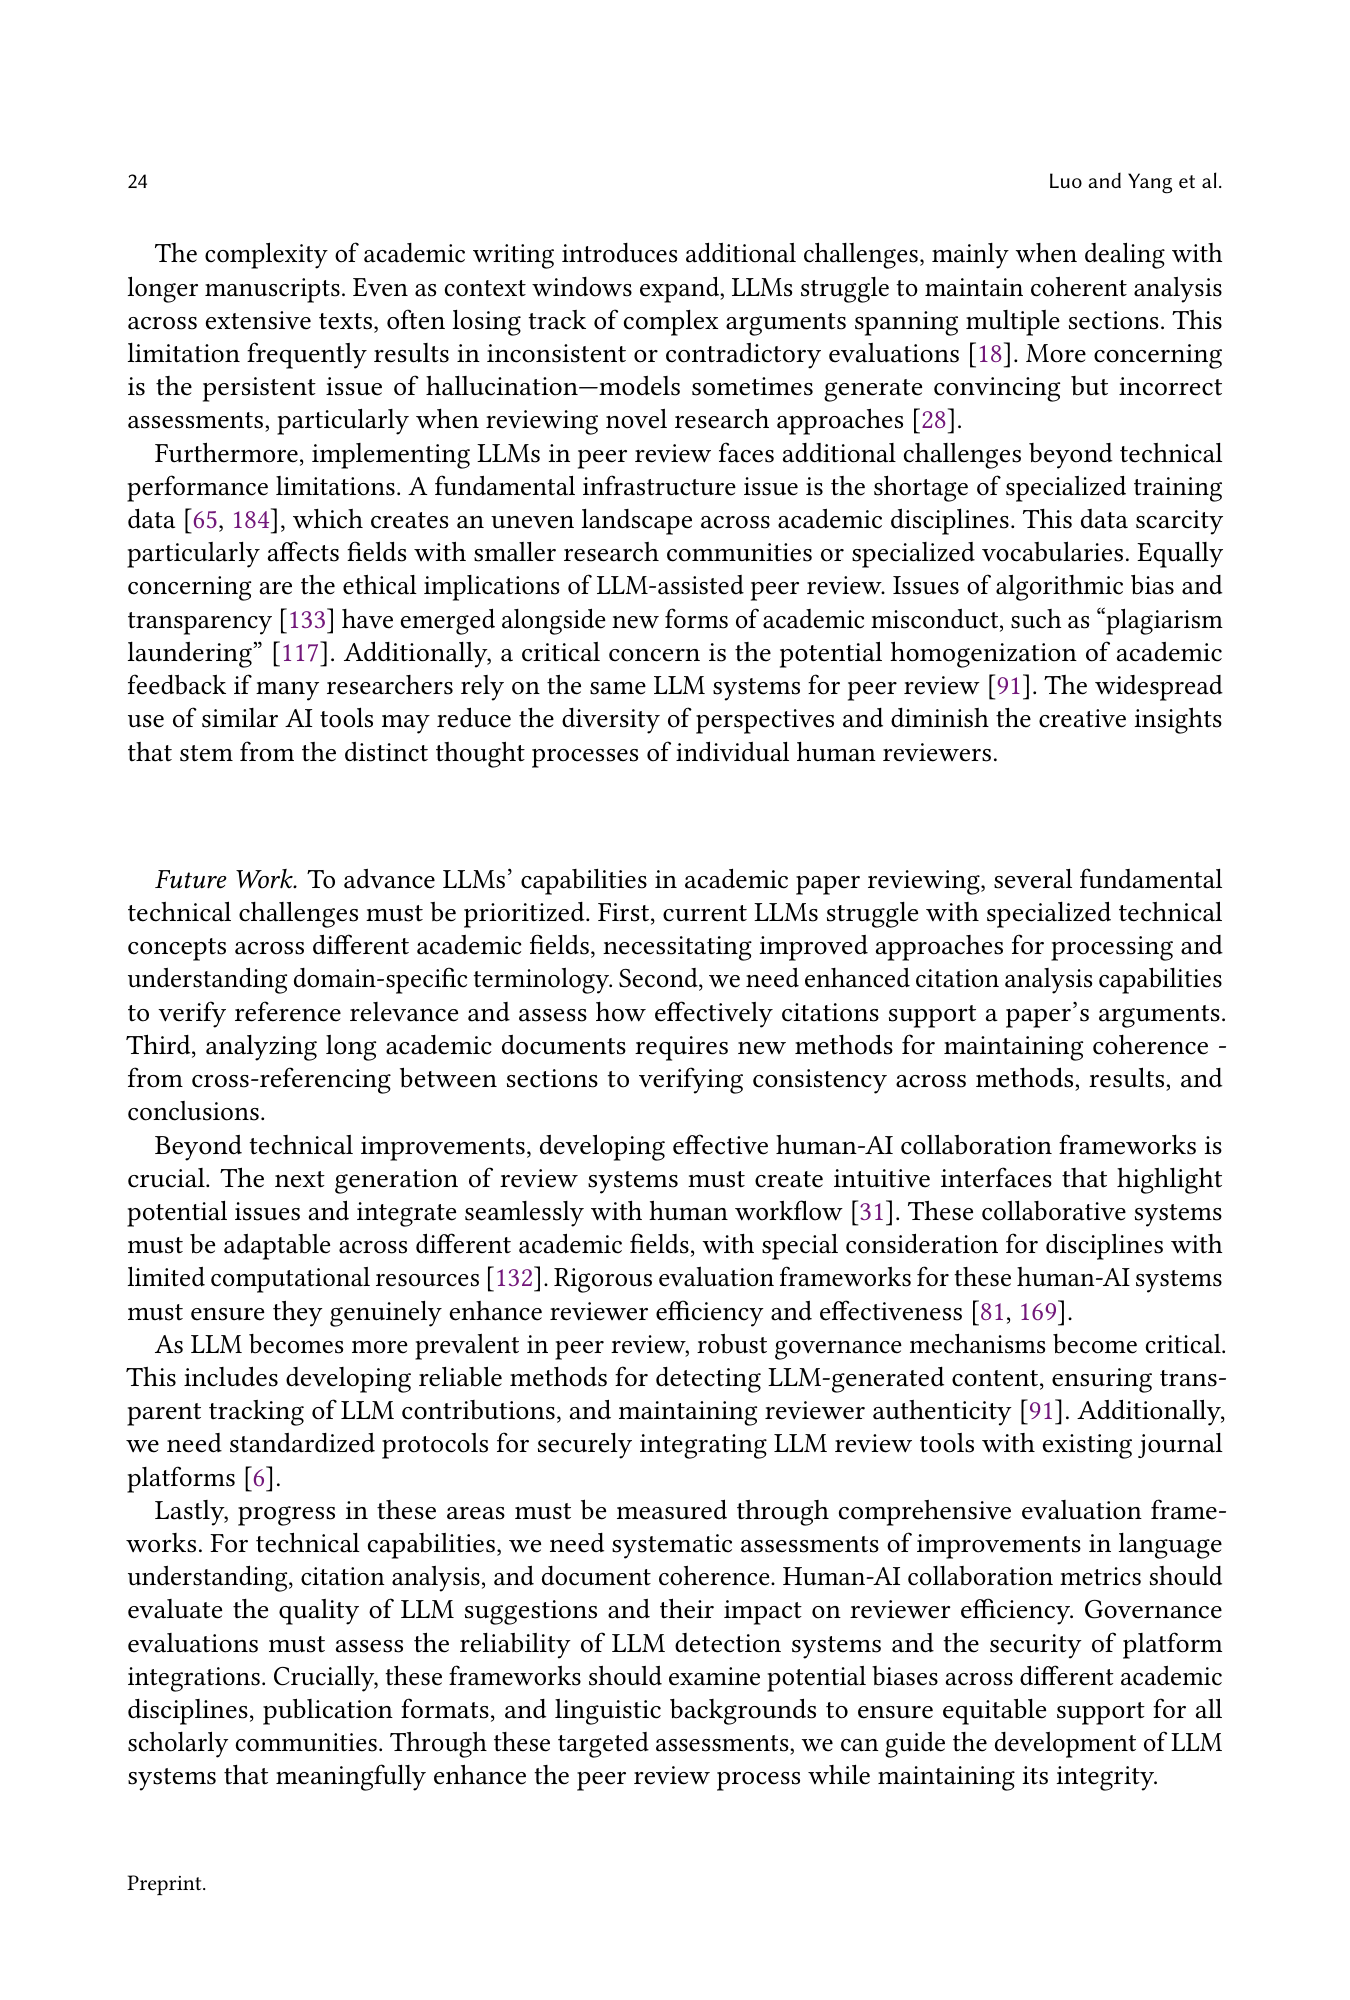 24
Luo and Yang et al.
The complexity of academic writing introduces additional challenges, mainly when dealing with
longer manuscripts. Even as context windows expand, LLMs struggle to maintain coherent analysis
across extensive texts, often losing track of complex arguments spanning multiple sections. This
limitation frequently results in inconsistent or contradictory evaluations [18]. More concerning
is the persistent issue of hallucination—models sometimes generate convincing but incorrect
assessments, particularly when reviewing novel research approaches [28].
Furthermore, implementing LLMs in peer review faces additional challenges beyond technical
performance limitations. A fundamental infrastructure issue is the shortage of specialized training
data [65, 184], which creates an uneven landscape across academic disciplines. This data scarcity
particularly affects fields with smaller research communities or specialized vocabularies. Equally
concerning are the ethical implications of LLM-assisted peer review. Issues of algorithmic bias and
transparency [133] have emerged alongside new forms of academic misconduct, such as “plagiarism
laundering” [117]. Additionally, a critical concern is the potential homogenization of academic
feedback if many researchers rely on the same LLM systems for peer review [91]. The widespread
use of similar AI tools may reduce the diversity of perspectives and diminish the creative insights
that stem from the distinct thought processes of individual human reviewers.
Future Work. To advance LLMs’ capabilities in academic paper reviewing, several fundamental
technical challenges must be prioritized. First, current LLMs struggle with specialized technical
concepts across different academic fields, necessitating improved approaches for processing and
understanding domain-specific terminology. Second, we need enhanced citation analysis capabilities
to verify reference relevance and assess how effectively citations support a paper’s arguments.
Third, analyzing long academic documents requires new methods for maintaining coherence -
from cross-referencing between sections to verifying consistency across methods, results, and
conclusions.
Beyond technical improvements, developing effective human-AI collaboration frameworks is
crucial. The next generation of review systems must create intuitive interfaces that highlight
potential issues and integrate seamlessly with human workflow [31]. These collaborative systems
must be adaptable across different academic fields, with special consideration for disciplines with
limited computational resources [132]. Rigorous evaluation frameworks for these human-AI systems
must ensure they genuinely enhance reviewer efficiency and effectiveness [81, 169].
As LLM becomes more prevalent in peer review, robust governance mechanisms become critical.
This includes developing reliable methods for detecting LLM-generated content, ensuring trans-
parent tracking of LLM contributions, and maintaining reviewer authenticity [91]. Additionally,
we need standardized protocols for securely integrating LLM review tools with existing journal
platforms [6].
Lastly, progress in these areas must be measured through comprehensive evaluation frame-
works. For technical capabilities, we need systematic assessments of improvements in language
understanding, citation analysis, and document coherence. Human-AI collaboration metrics should
evaluate the quality of LLM suggestions and their impact on reviewer efficiency. Governance
evaluations must assess the reliability of LLM detection systems and the security of platform
integrations. Crucially, these frameworks should examine potential biases across different academic
disciplines, publication formats, and linguistic backgrounds to ensure equitable support for all
scholarly communities. Through these targeted assessments, we can guide the development of LLM
systems that meaningfully enhance the peer review process while maintaining its integrity.
Preprint.